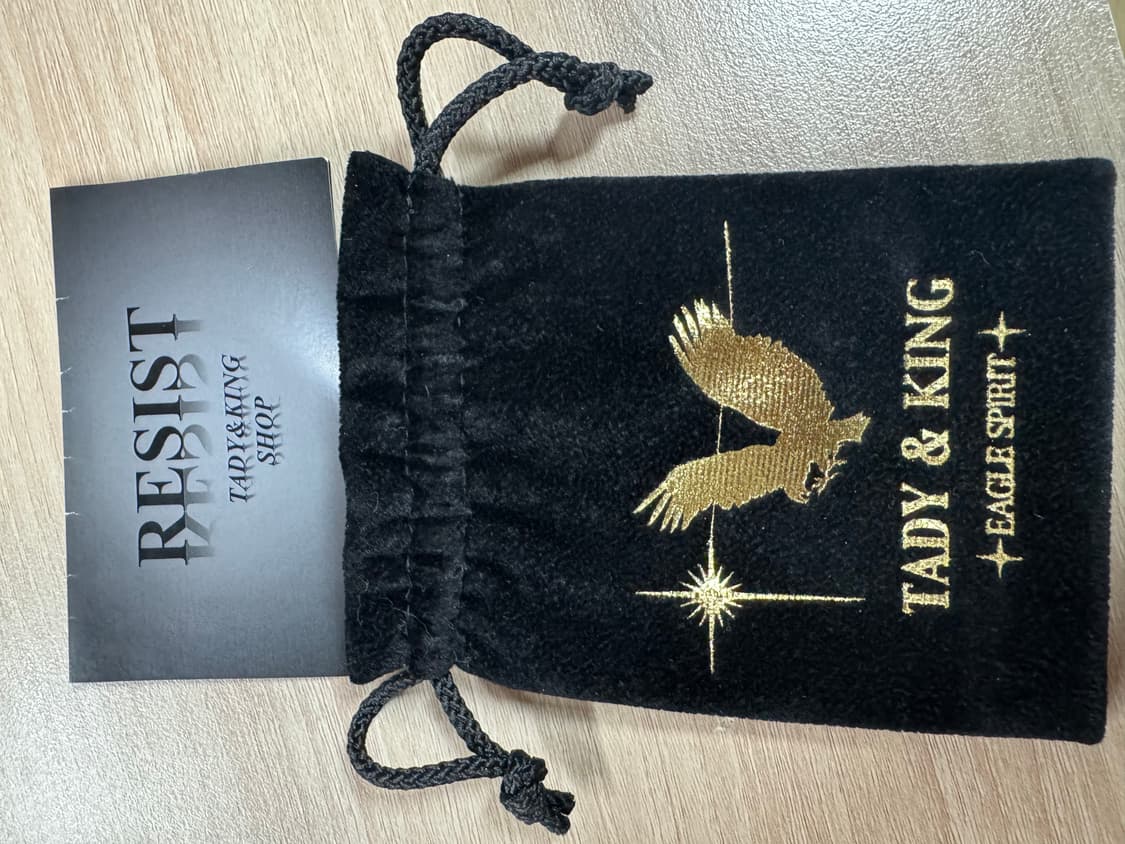 RESIST
TADY&KING
SHOP
TADY & KING
EAGLE SPIRIT